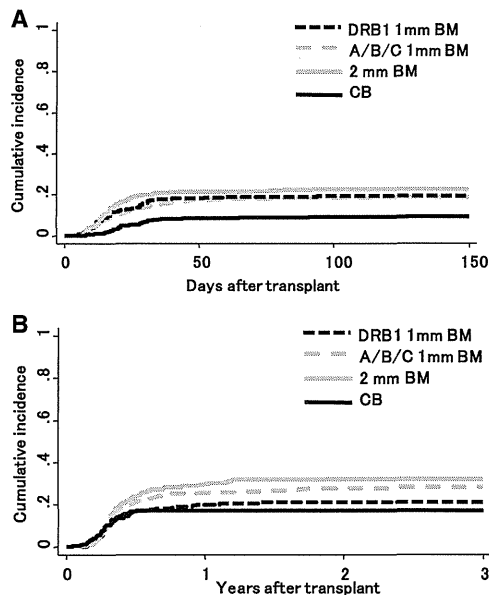 A
DRB1 1mm BM
A/B/C 1mm BM
2 mm BM
CB
Cumulative incidence
1
.8
.6
.4
.2
0
0 50 100 150
Days after transplant
B
DRB1 1mm BM
A/B/C 1mm BM
2 mm BM
CB
Cumulative incidence
1
.8
.6
.4
.2
0
0 1 2 3
Years after transplant